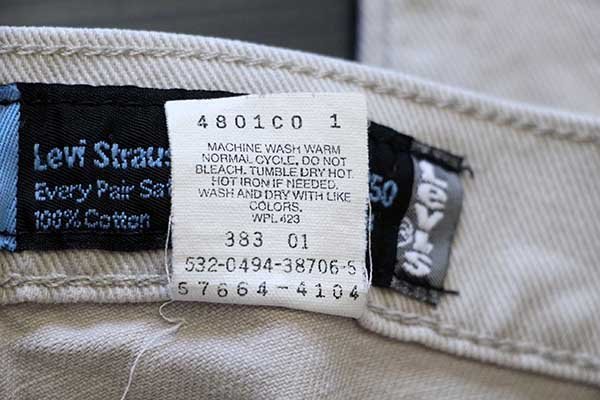 4801C0 1
MACHINE WASH WARM
NORMAL CYCLE. DO NOT
BLEACH. TUMBLE DRY HOT.
HOT IRON IF NEEDED.
WASH AND DRY WITH LIKE
COLORS.
WPL 423
383 01
532-0494-38706-5
57664-4104
Levi Straus
Every Pair Sa
100% Cotton
50
LEVI'S